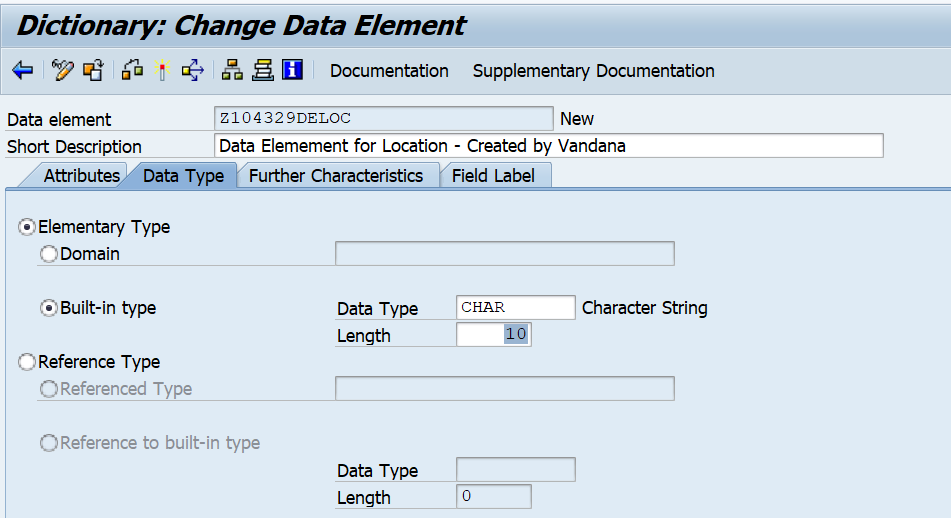 Dictionary: Change Data Element
Documentation Supplementary Documentation
Data element Z104329DELOC New
Short Description Data Elemement for Location - Created by Vandana
Attributes Data Type Further Characteristics Field Label
Elementary Type
Domain
Built-in type Data Type CHAR Character String
Length 10
Reference Type
Referenced Type
Reference to built-in type
Data Type
Length 0